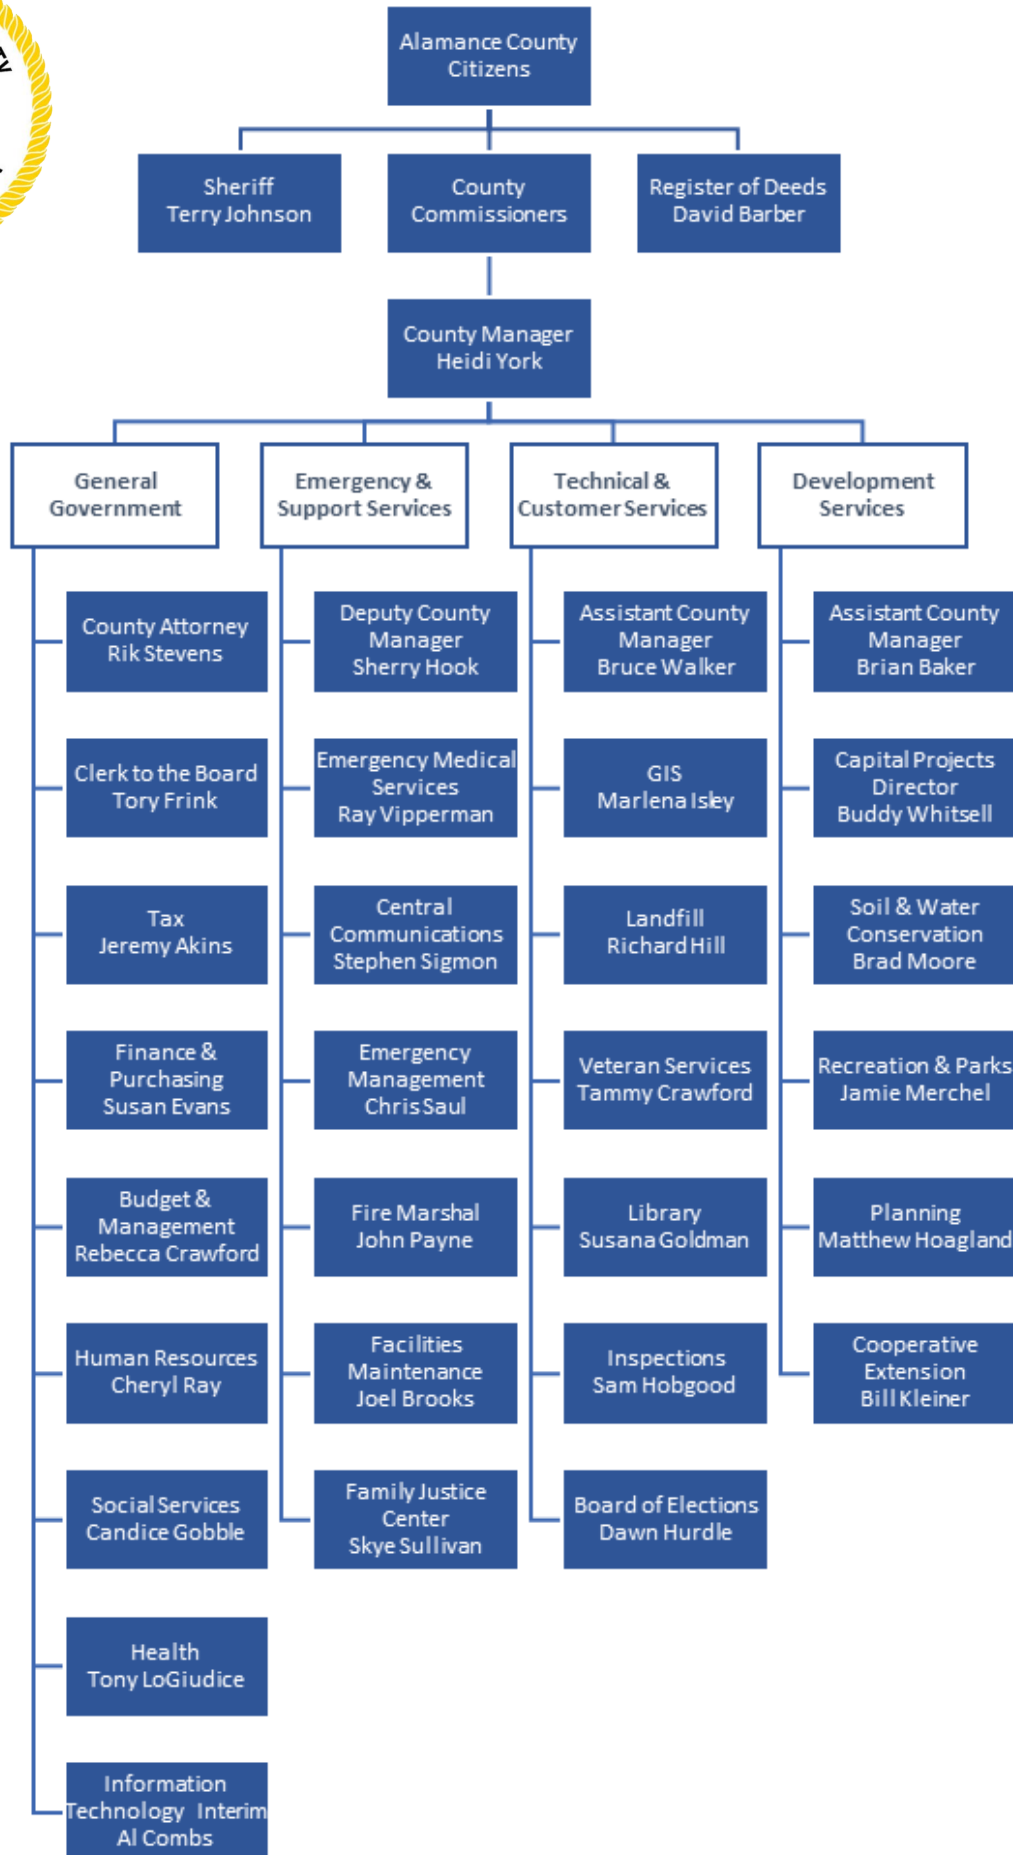 Alamance County
Citizens
Sheriff
Terry Johnson
County
Commissioners
Register of Deeds
David Barber
County Manager
Heidi York
General
Government
Emergency &
Support Services
Technical &
Customer Services
Development
Services
County Attorney
Rik Stevens
Clerk to the Board
Tory Frink
Tax
Jeremy Akins
Finance &
Purchasing
Susan Evans
Budget &
Management
Rebecca Crawford
Human Resources
Cheryl Ray
Social Services
Candice Gobble
Health
Tony LoGiudice
Information
Technology Interim
Al Combs
Deputy County
Manager
Sherry Hook
Emergency Medical
Services
Ray Vipperman
Central
Communications
Stephen Sigmon
Emergency
Management
Chris Saul
Fire Marshal
John Payne
Facilities
Maintenance
Joel Brooks
Family Justice
Center
Skye Sullivan
Assistant County
Manager
Bruce Walker
GIS
Marlena Isley
Landfill
Richard Hill
Veteran Services
Tammy Crawford
Library
Susana Goldman
Inspections
Sam Hobgood
Board of Elections
Dawn Hurdle
Assistant County
Manager
Brian Baker
Capital Projects
Director
Buddy Whitsell
Soil & Water
Conservation
Brad Moore
Recreation & Parks
Jamie Merchel
Planning
Matthew Hoagland
Cooperative
Extension
Bill Kleiner